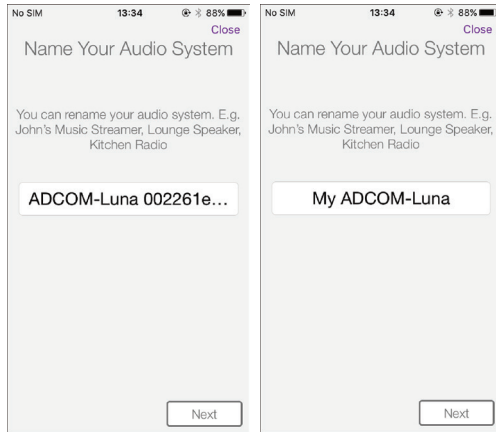 No SIM 13:34 88%
Close
Name Your Audio System
You can rename your audio system. E.g.
John's Music Streamer, Lounge Speaker,
Kitchen Radio
ADCOM-Luna 002261e...
Next
No SIM 13:34 88%
Close
Name Your Audio System
You can rename your audio system. E.g.
John's Music Streamer, Lounge Speaker,
Kitchen Radio
My ADCOM-Luna
Next